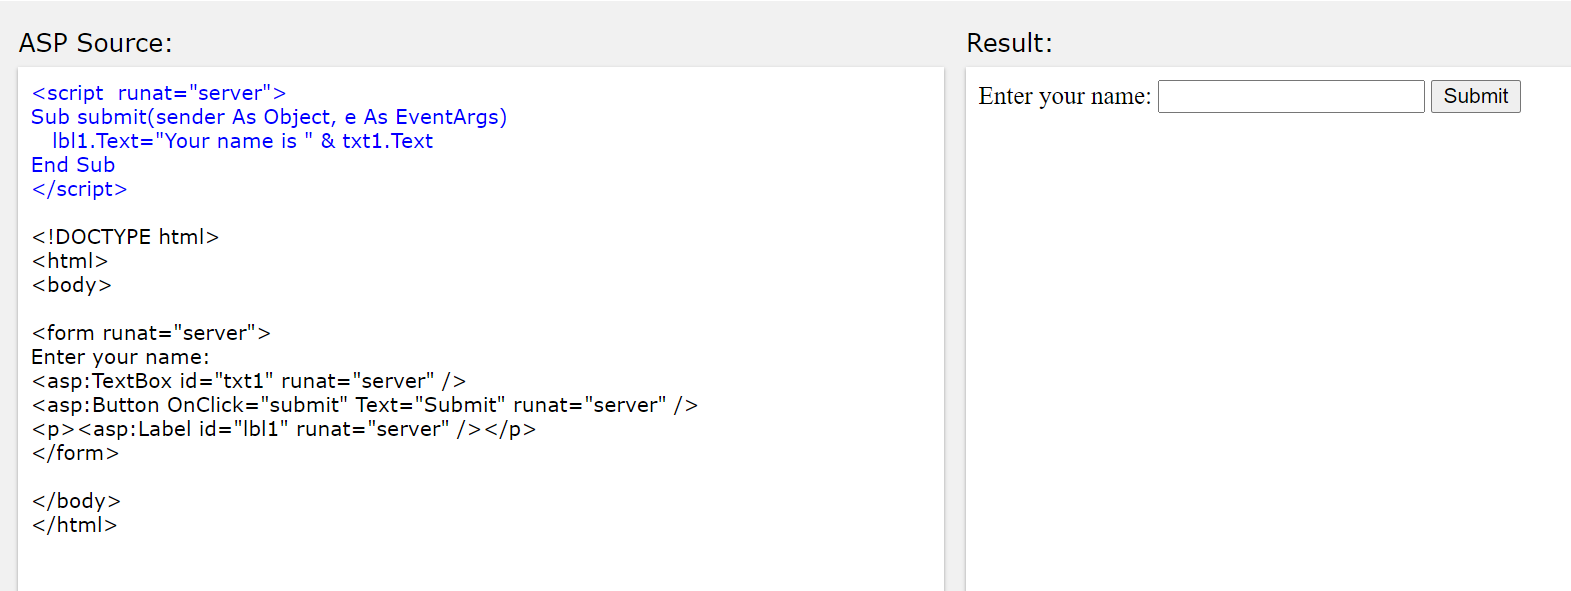 ASP Source:
<script  runat="server">
Sub submit(sender As Object, e As EventArgs)
   lbl1.Text="Your name is " & txt1.Text
End Sub
</script>
<!DOCTYPE html>
<html>
<body>
<form runat="server">
Enter your name:
<asp:TextBox id="txt1" runat="server" />
<asp:Button OnClick="submit" Text="Submit" runat="server" />
<p><asp:Label id="lbl1" runat="server" /></p>
</form>
</body>
</html>
Result:
Enter your name: Submit